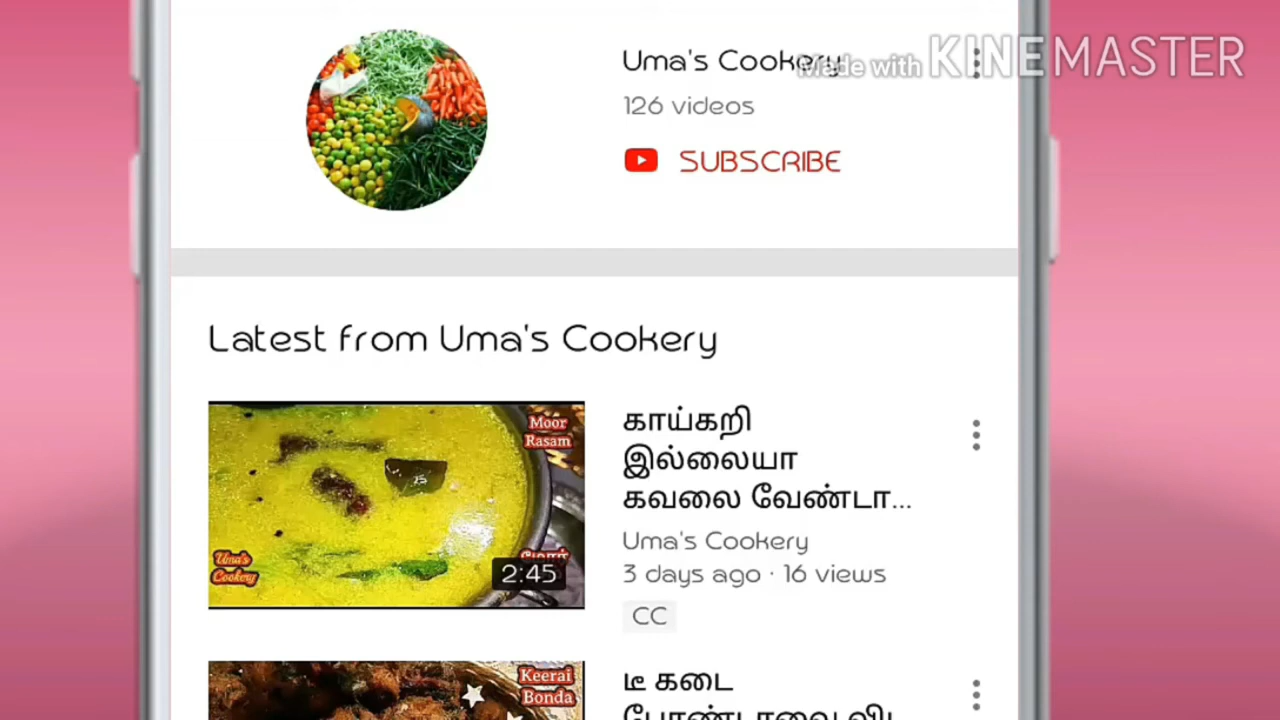 Uma's Cookery
Made with KINEMASTER
126 videos
SUBSCRIBE
Latest from Uma's Cookery
Moor
Rasam
Uma's
Cookery
மோர்
2:45
காய்கறி
இல்லையா
கவலை வேண்டா...
Uma's Cookery
3 days ago · 16 views
CC
Keerai
Bonda
டீ கடை